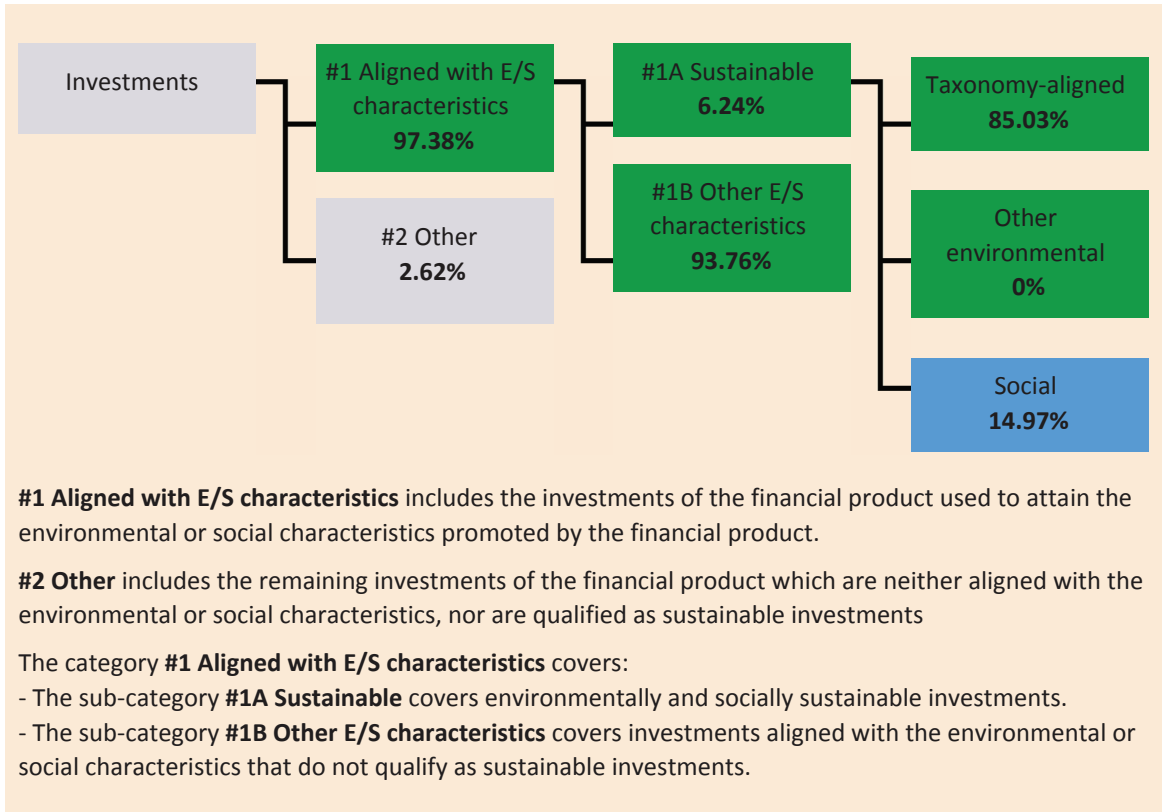 Investments
#1 Aligned with E/S
characteristics
97.38%
#2 Other
2.62%
#1A Sustainable
6.24%
#1B Other E/S
characteristics
93.76%
Taxonomy-aligned
85.03%
Other
environmental
0%
Social
14.97%
#1 Aligned with E/S characteristics includes the investments of the financial product used to attain the
environmental or social characteristics promoted by the financial product.
#2 Other includes the remaining investments of the financial product which are neither aligned with the
environmental or social characteristics, nor are qualified as sustainable investments
The category #1 Aligned with E/S characteristics covers:
- The sub-category #1A Sustainable covers environmentally and socially sustainable investments.
- The sub-category #1B Other E/S characteristics covers investments aligned with the environmental or
social characteristics that do not qualify as sustainable investments.